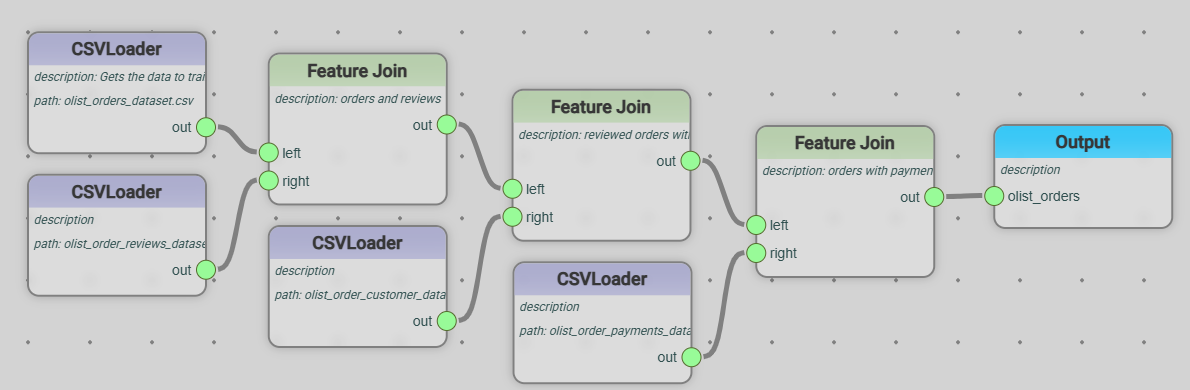 CSVLoader
description: Gets the data to trai
path: olist_orders_dataset.csv
out
CSVLoader
description
path: olist_order_reviews_datase
out
Feature Join
description: orders and reviews
out
left
right
CSVLoader
description
path: olist_order_customer_data
out
Feature Join
description: reviewed orders with
out
left
right
CSVLoader
description
path: olist_order_payments_data
out
Feature Join
description: orders with paymen
out
left
right
Output
description
olist_orders